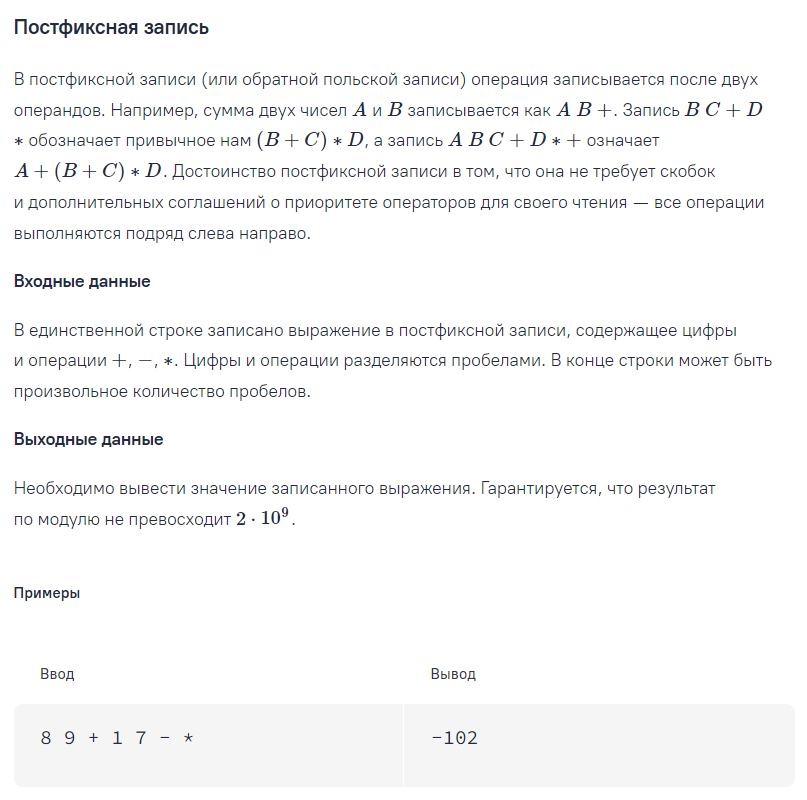 Постфиксная запись
В постфиксной записи (или обратной польской записи) операция записывается после двух
операндов. Например, сумма двух чисел A и B записывается как A B +. Запись B C + D
* обозначает привычное нам (B + C) * D, а запись A B C + D * + означает
A + (B + C) * D. Достоинство постфиксной записи в том, что она не требует скобок
и дополнительных соглашений о приоритете операторов для своего чтения — все операции
выполняются подряд слева направо.
Входные данные
В единственной строке записано выражение в постфиксной записи, содержащее цифры
и операции +, −, *. Цифры и операции разделяются пробелами. В конце строки может быть
произвольное количество пробелов.
Выходные данные
Необходимо вывести значение записанного выражения. Гарантируется, что результат
по модулю не превосходит 2 · 10⁹.
Примеры
Ввод Вывод
8 9 + 1 7 - * -102